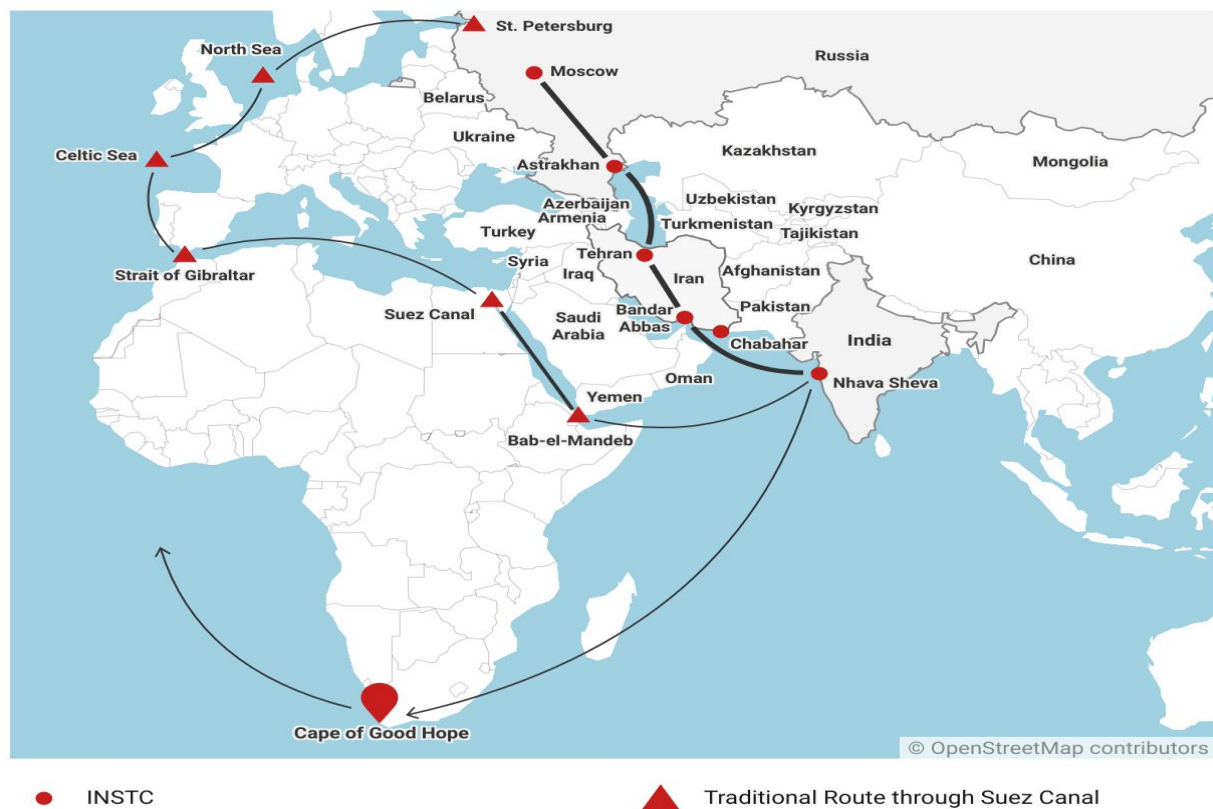 St. Petersburg
North Sea
Russia
Moscow
Belarus
Ukraine
Celtic Sea
Astrakhan
Kazakhstan
Mongolia
Azerbaijan
Armenia
Uzbekistan
Kyrgyzstan
Turkey
Turkmenistan
Tajikistan
Strait of Gibraltar
Syria
Tehran
Iraq
Iran
Afghanistan
China
Suez Canal
Saudi
Arabia
Bandar
Abbas
Pakistan
Chabahar
India
Oman
Nhava Sheva
Yemen
Bab-el-Mandeb
Cape of Good Hope
© OpenStreetMap contributors
INSTC
Traditional Route through Suez Canal